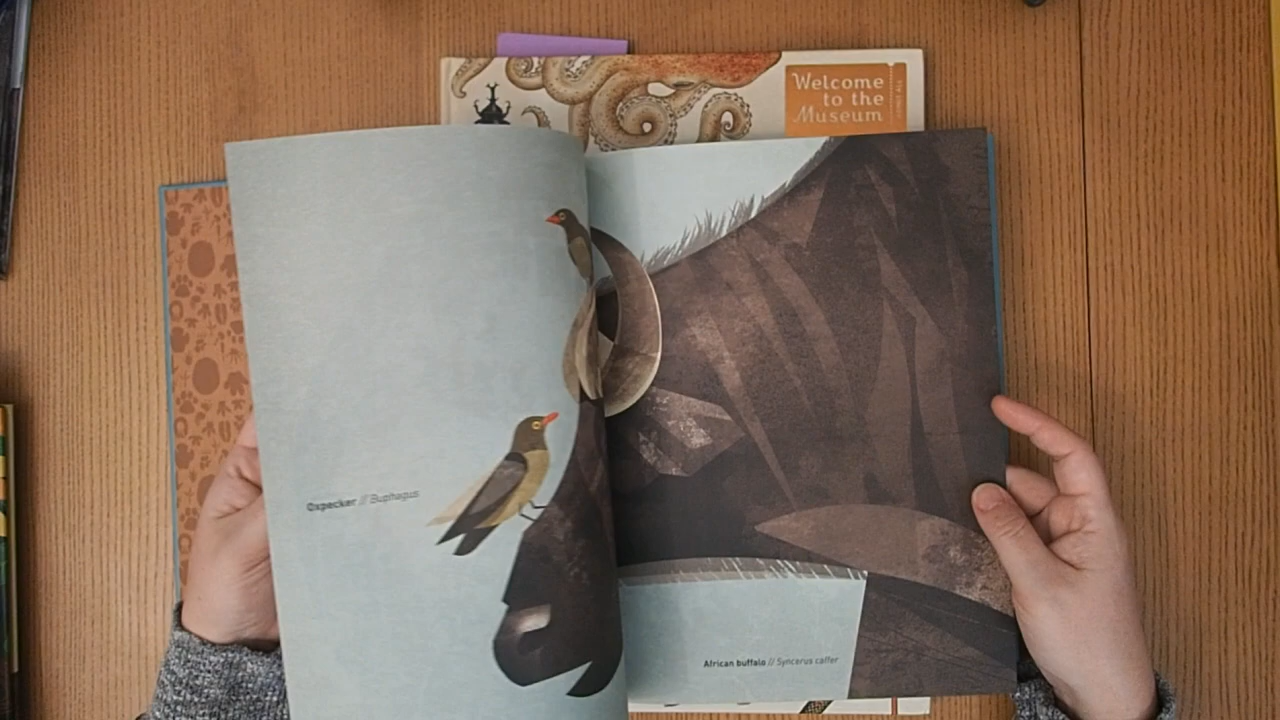 Welcome
to the
Museum
Oxpecker // Buphagus
African buffalo // Syncerus caffer